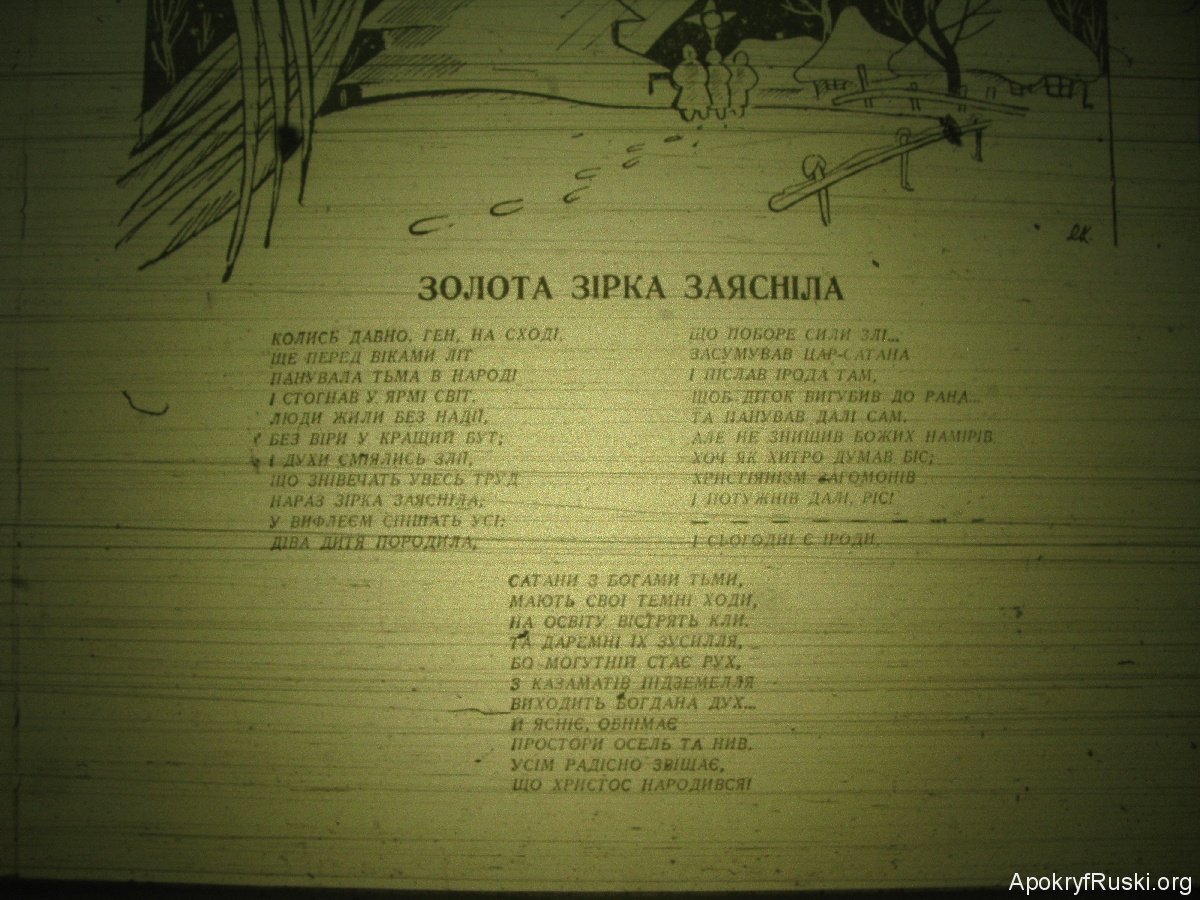 ЯК.
ЗОЛОТА ЗІРКА ЗАЯСНІЛА
КОЛИСЬ ДАВНО, ГЕН, НА СХОДІ,
ЩЕ ПЕРЕД ВІКАМИ ЛІТ
ПАНУВАЛА ТЬМА В НАРОДІ
І СТОГНАВ У ЯРМІ СВІТ.
ЛЮДИ ЖИЛИ БЕЗ НАДІЇ,
БЕЗ ВІРИ У КРАЩИЙ БУТ;
І ДУХИ СМІЯЛИСЬ ЗЛІЇ,
ЩО ЗНІВЕЧАТЬ УВЕСЬ ТРУД
НАРАЗ ЗІРКА ЗАЯСНІЛА,
У ВИФЛЕЄМ СПІШАТЬ УСІ;
ДІВА ДИТЯ ПОРОДИЛА,
ЩО ПОБОРЕ СИЛИ ЗЛІ...
ЗАСУМУВАВ ЦАР-САТАНА
І ПІСЛАВ ІРОДА ТАМ,
ЩОБ ДІТОК ВИГУБИВ ДО РАНА...
ТА ПАНУВАВ ДАЛІ САМ.
АЛЕ НЕ ЗНИЩИВ БОЖИХ НАМІРІВ
ХОЧ ЯК ХИТРО ДУМАВ БІС;
ХРИСТІЯНІЗМ ЗАГОМОНІВ
І ПОТУЖНІВ ДАЛІ, РІС!
— — — — — — — —
І СЬОГОДНІ Є ІРОДИ,
САТАНИ З БОГАМИ ТЬМИ,
МАЮТЬ СВОЇ ТЕМНІ ХОДИ,
НА ОСВІТУ ВІСТРЯТЬ КЛИ.
ТА ДАРЕМНІ ЇХ ЗУСИЛЛЯ,
БО МОГУТНІЙ СТАЄ РУХ,
З КАЗАМАТІВ ПІДЗЕМЕЛЛЯ
ВИХОДИТЬ БОГДАНА ДУХ...
Й ЯСНІЄ, ОБНІМАЄ
ПРОСТОРИ ОСЕЛЬ ТА НИВ,
УСІМ РАДІСНО ЗВІЩАЄ,
ЩО ХРИСТОС НАРОДИВСЯ!
ApokryfRuski.org